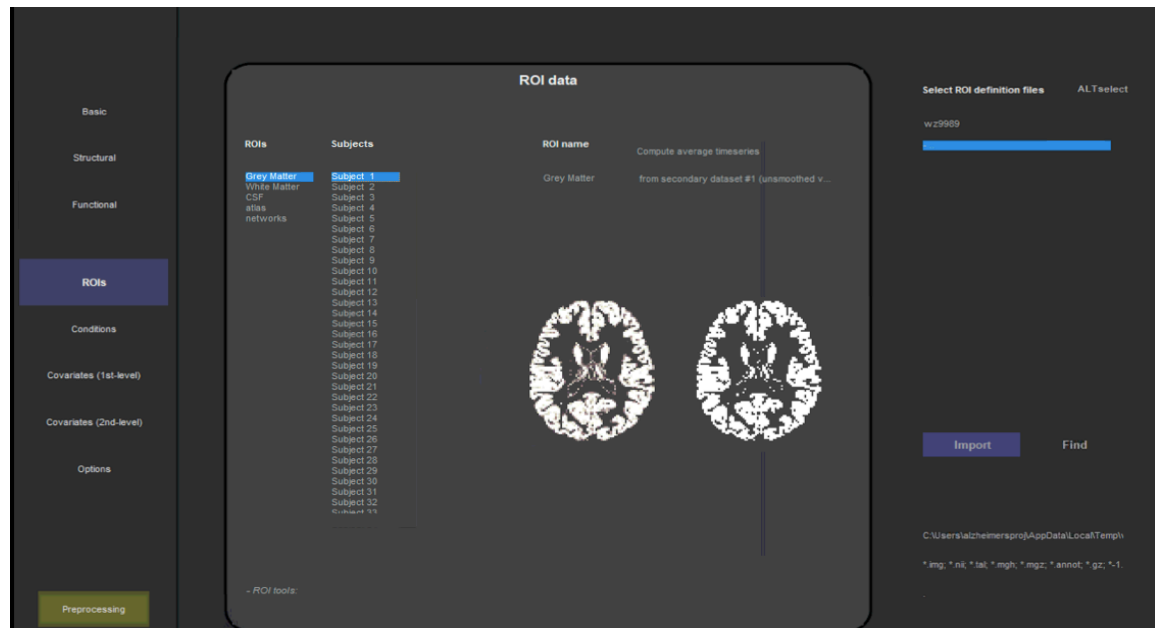 Basic
Structural
Functional
ROIs
Conditions
Covariates (1st-level)
Covariates (2nd-level)
Options
Preprocessing
ROI data
ROIs
Grey Matter
White Matter
CSF
atlas
networks
Subjects
Subject 1
Subject 2
Subject 3
Subject 4
Subject 5
Subject 6
Subject 7
Subject 8
Subject 9
Subject 10
Subject 11
Subject 12
Subject 13
Subject 14
Subject 15
Subject 16
Subject 17
Subject 18
Subject 19
Subject 20
Subject 21
Subject 22
Subject 23
Subject 24
Subject 25
Subject 26
Subject 27
Subject 28
Subject 29
Subject 30
Subject 31
Subject 32
Subject 33
ROI name
Grey Matter
Compute average timeseries
from secondary dataset #1 (unsmoothed v...
- ROI tools:
Select ROI definition files ALTselect
wz9989
Import Find
C:\Users\alzheimersproj\AppData\Local\Temp\
*.img; *.nii; *.tal; *.mgh; *.mgz; *.annot; *.gz; *-1.